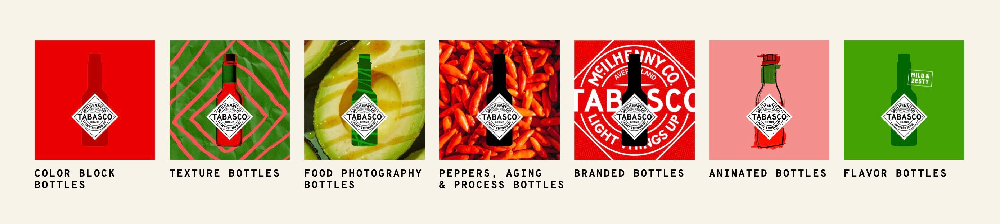 McILHENNY CO.
AVERY ISLAND
LA.
TABASCO
BRAND
LIGHT THINGS UP
McILHENNY CO.
AVERY ISLAND
LA.
TABASCO
BRAND
LIGHT THINGS UP
McILHENNY CO.
AVERY ISLAND
LA.
TABASCO
BRAND
LIGHT THINGS UP
McILHENNY CO.
AVERY ISLAND
LA.
TABASCO
BRAND
LIGHT THINGS UP
McILHENNY CO.
TABASCO
LIGHT THINGS UP
McILHENNY CO.
AVERY ISLAND
LA.
TABASCO
BRAND
LIGHT THINGS UP
McILHENNY CO.
AVERY ISLAND
LA.
TABASCO
BRAND
LIGHT THINGS UP
MILD &
ZESTY
McILHENNY CO.
AVERY ISLAND
LA.
TABASCO
BRAND
JALAPEÑO SAUCE
COLOR BLOCK
BOTTLES
TEXTURE BOTTLES
FOOD PHOTOGRAPHY
BOTTLES
PEPPERS, AGING
& PROCESS BOTTLES
BRANDED BOTTLES
ANIMATED BOTTLES
FLAVOR BOTTLES